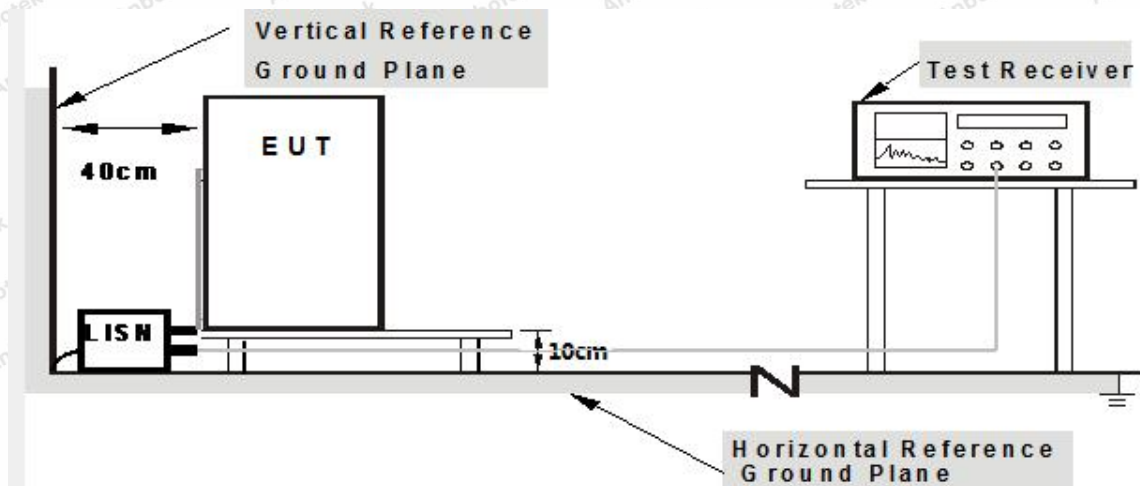 Vertical Reference
Ground Plane
Test Receiver
EUT
40cm
LISN
10cm
Horizontal Reference
Ground Plane